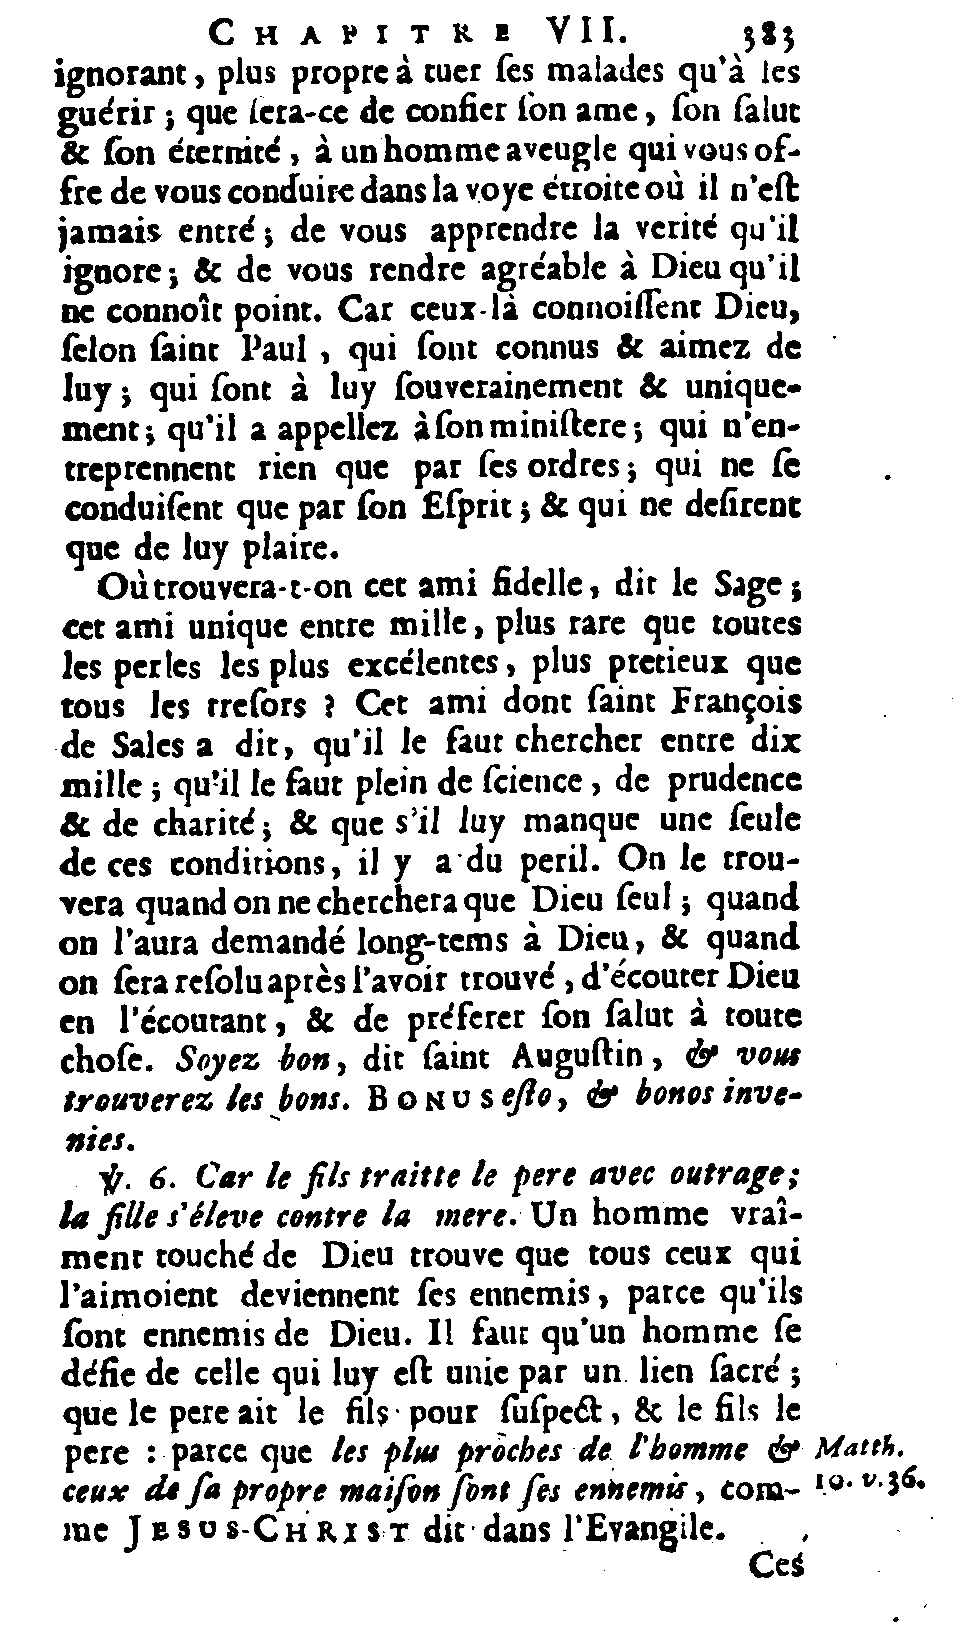 CHAPITRE VII. 383
ignorant, plus propre à tuer ſes malades qu'à les
guérir; que ſera-ce de confier ſon ame, ſon ſalut
& ſon éternité, à un homme aveugle qui vous of-
fre de vous conduire dans la voye étroite où il n'eſt
jamais entré; de vous apprendre la verité qu'il
ignore; & de vous rendre agréable à Dieu qu'il
ne connoît point. Car ceux-là connoiſſent Dieu,
ſelon ſaint Paul, qui ſont connus & aimez de
luy; qui ſont à luy ſouverainement & unique-
ment; qu'il a appellez à ſon miniſtere; qui n'en-
treprennent rien que par ſes ordres; qui ne ſe
conduiſent que par ſon Eſprit; & qui ne deſirent
que de luy plaire.
Où trouvera-t-on cet ami fidelle, dit le Sage;
cet ami unique entre mille, plus rare que toutes
les perles les plus excélentes, plus pretieux que
tous les treſors? Cet ami dont ſaint François
de Sales a dit, qu'il le faut chercher entre dix
mille; qu'il le faut plein de ſcience, de prudence
& de charité; & que s'il luy manque une ſeule
de ces conditions, il y a du peril. On le trou-
vera quand on ne cherchera que Dieu ſeul; quand
on l'aura demandé long-tems à Dieu, & quand
on ſera reſolu après l'avoir trouvé, d'écouter Dieu
en l'écoutant, & de préferer ſon ſalut à toute
choſe. Soyez bon, dit ſaint Auguſtin, & vous
trouverez les bons. BONUS eſto, & bonos inve-
nies.
℣. 6. Car le fils traitte le pere avec outrage;
la fille s'éleve contre la mere. Un homme vraî-
ment touché de Dieu trouve que tous ceux qui
l'aimoient deviennent ſes ennemis, parce qu'ils
ſont ennemis de Dieu. Il faut qu'un homme ſe
défie de celle qui luy eſt unie par un lien ſacré;
que le pere ait le fils pour ſuſpect, & le fils le
pere : parce que les plus proches de l'homme & Matth.
ceux de ſa propre maiſon ſont ſes ennemis, com- 10. v. 36.
me JESUS-CHRIST dit dans l'Evangile.
Ces